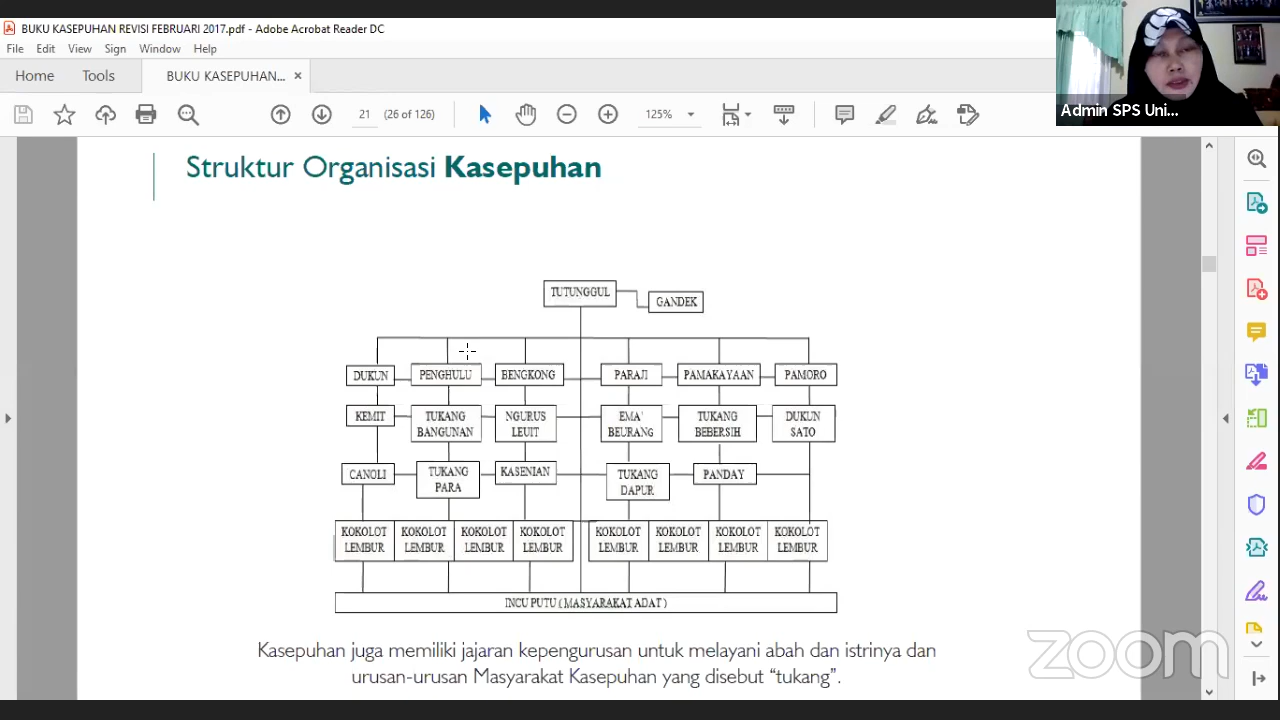 BUKU KASEPUHAN REVISI FEBRUARI 2017.pdf - Adobe Acrobat Reader DC
File Edit View Sign Window Help
Home Tools BUKU KASEPUHAN... ×
21 (26 of 126) 125%
Admin SPS Uni...
Struktur Organisasi Kasepuhan
TUTUNGGUL
GANDEK
DUKUN PENGHULU BENGKONG PARAJI PAMAKAYAAN PAMORO
KEMIT TUKANG BANGUNAN NGURUS LEUIT EMA' BEURANG TUKANG BEBERSIH DUKUN SATO
CANOLI TUKANG PARA KASENIAN TUKANG DAPUR PANDAY
KOKOLOT LEMBUR KOKOLOT LEMBUR KOKOLOT LEMBUR KOKOLOT LEMBUR KOKOLOT LEMBUR KOKOLOT LEMBUR KOKOLOT LEMBUR KOKOLOT LEMBUR
INCU PUTU ( MASYARAKAT ADAT )
Kasepuhan juga memiliki jajaran kepengurusan untuk melayani abah dan istrinya dan
urusan-urusan Masyarakat Kasepuhan yang disebut “tukang”.
zoom